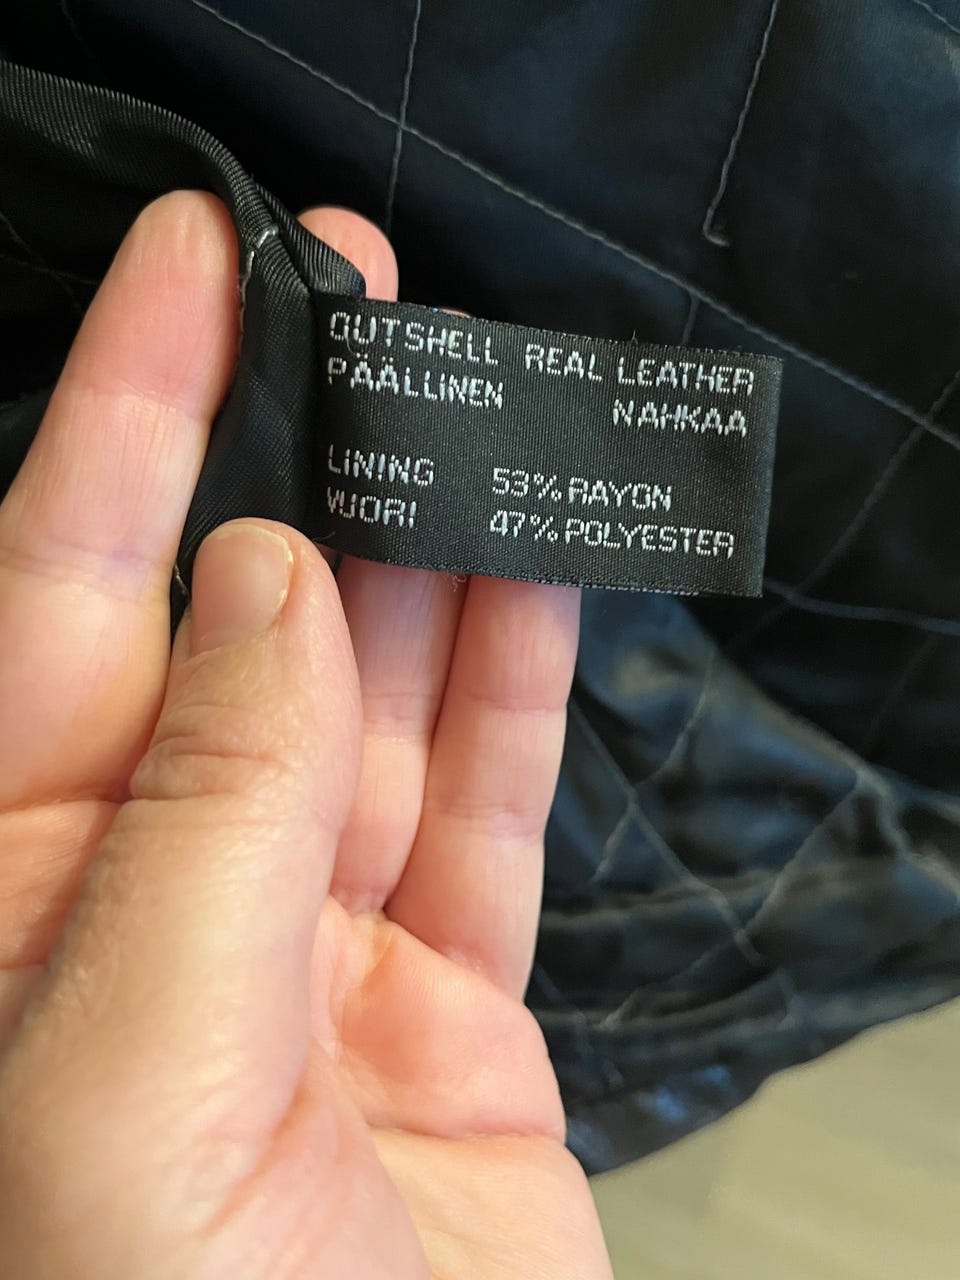 OUTSHELL REAL LEATHER
PÄÄLLINEN NAHKAA
LINING 53% RAYON
VUORI 47% POLYESTER